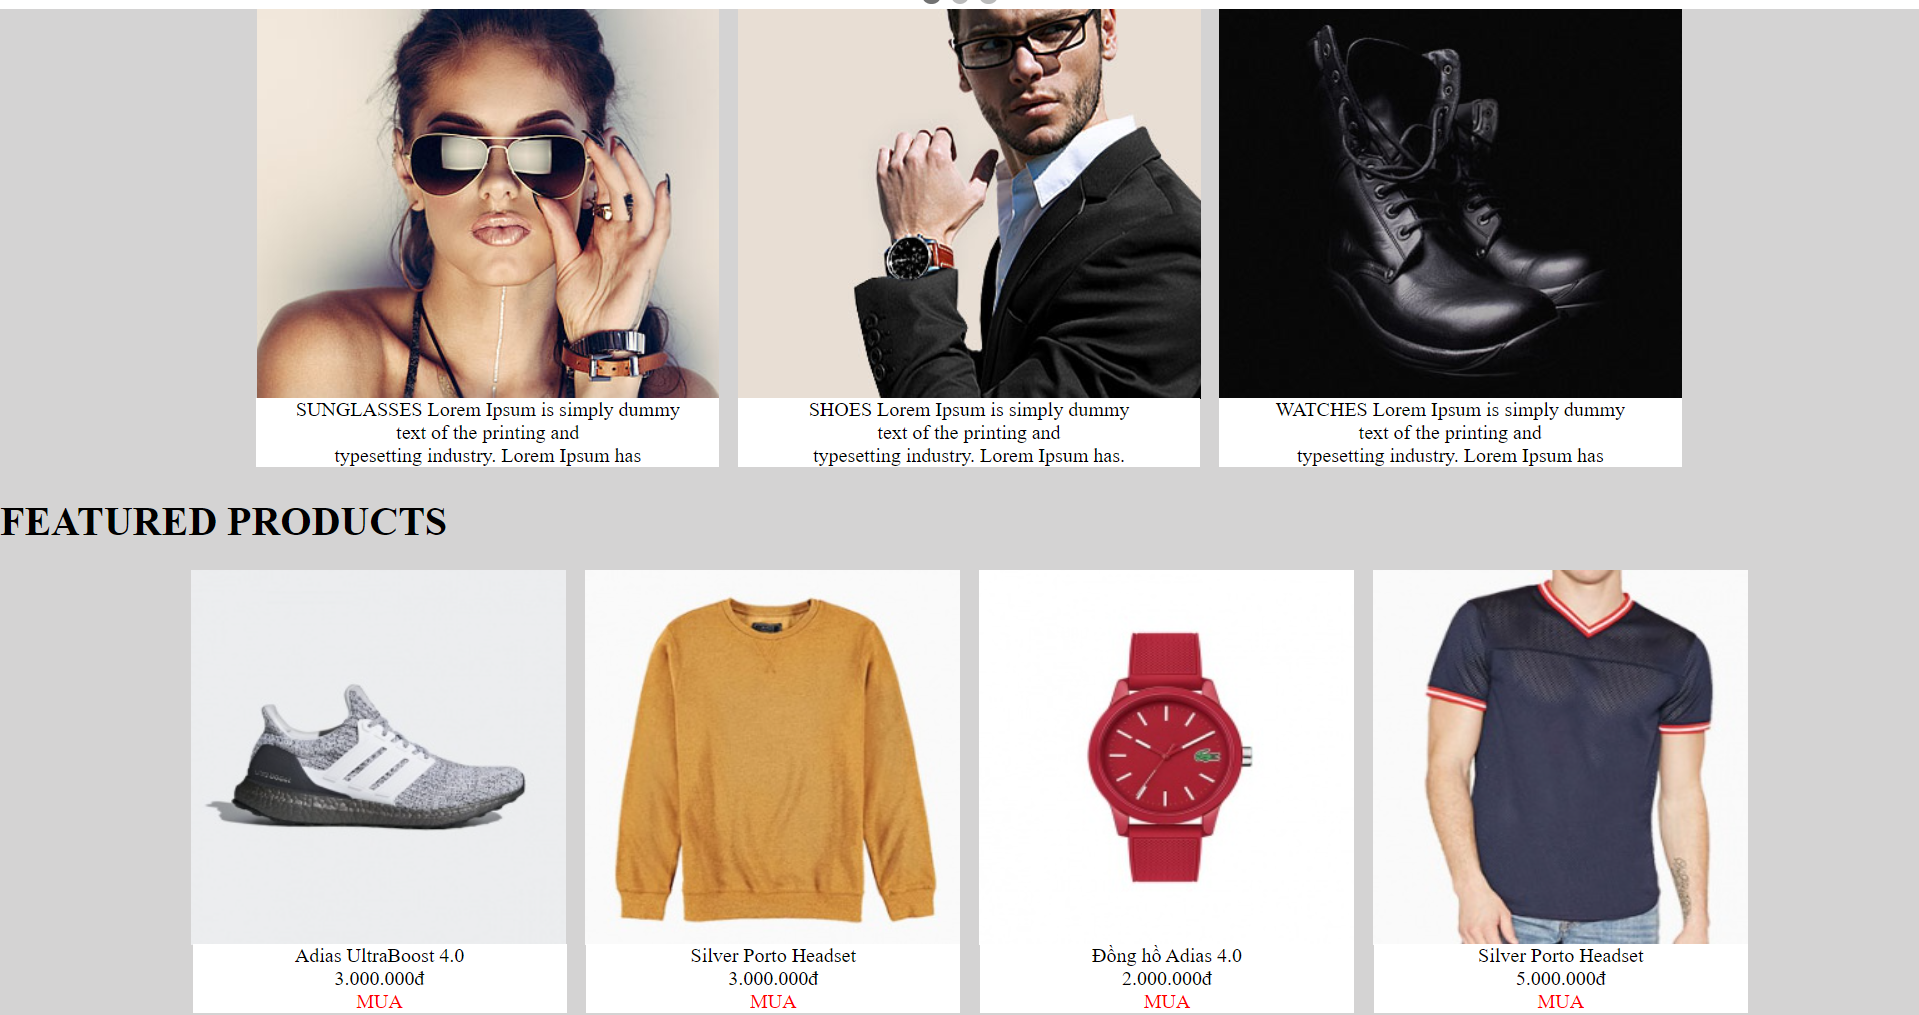 SUNGLASSES Lorem Ipsum is simply dummy
text of the printing and
typesetting industry. Lorem Ipsum has
SHOES Lorem Ipsum is simply dummy
text of the printing and
typesetting industry. Lorem Ipsum has.
WATCHES Lorem Ipsum is simply dummy
text of the printing and
typesetting industry. Lorem Ipsum has
FEATURED PRODUCTS
Adias UltraBoost 4.0
3.000.000đ
MUA
Silver Porto Headset
3.000.000đ
MUA
Đồng hồ Adias 4.0
2.000.000đ
MUA
Silver Porto Headset
5.000.000đ
MUA